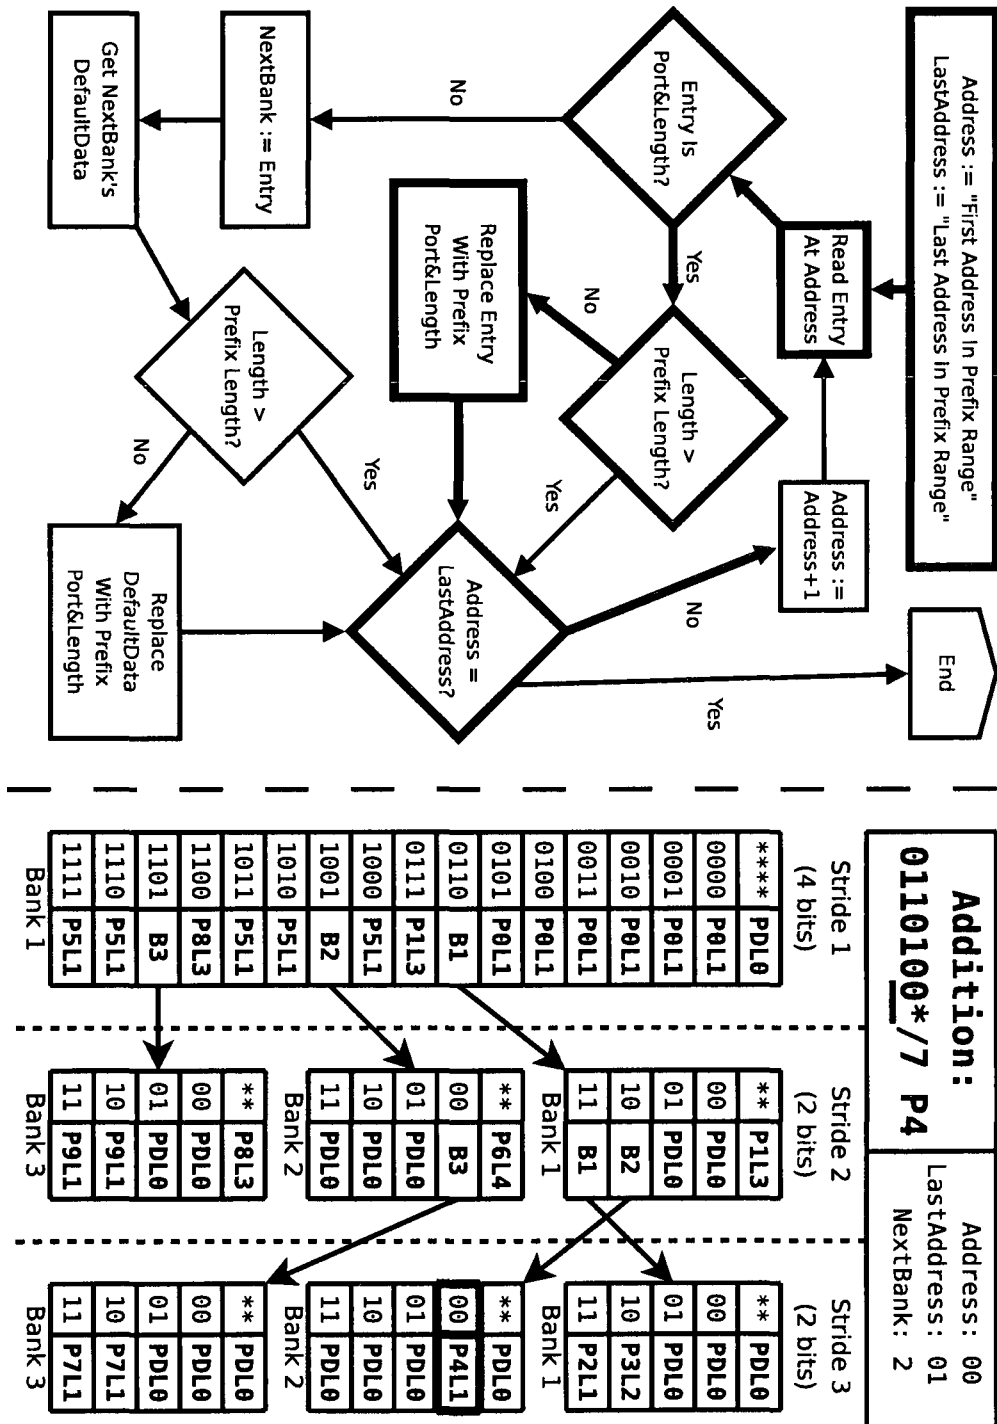 Address := "First Address In Prefix Range"
LastAddress := "Last Address in Prefix Range"
End
Read Entry
At Address
Address :=
Address+1
Entry Is
Port&Length?
Yes
Length >
Prefix Length?
No
No
Yes
No
Yes
Replace Entry
With Prefix
Port&Length
Address =
LastAddress?
NextBank := Entry
Get NextBank's
DefaultData
Length >
Prefix Length?
Yes
No
Replace
DefaultData
With Prefix
Port&Length
Addition:
0110100*/7 P4
Address: 00
LastAddress: 01
NextBank: 2
Stride 1
(4 bits)
**** PDL0
0000 P0L1
0001 P0L1
0010 P0L1
0011 P0L1
0100 P0L1
0101 P0L1
0110 B1
0111 P1L3
1000 P5L1
1001 B2
1010 P5L1
1011 P5L1
1100 P8L3
1101 B3
1110 P5L1
1111 P5L1
Bank 1
Stride 2
(2 bits)
** P1L3
00 PDL0
01 PDL0
10 B2
11 B1
Bank 1
** P6L4
00 B3
01 PDL0
10 PDL0
11 PDL0
Bank 2
** P8L3
00 PDL0
01 PDL0
10 P9L1
11 P9L1
Bank 3
Stride 3
(2 bits)
** PDL0
00 PDL0
01 PDL0
10 P3L2
11 P2L1
Bank 1
** PDL0
00 P4L1
01 PDL0
10 PDL0
11 PDL0
Bank 2
** PDL0
00 PDL0
01 PDL0
10 P7L1
11 P7L1
Bank 3